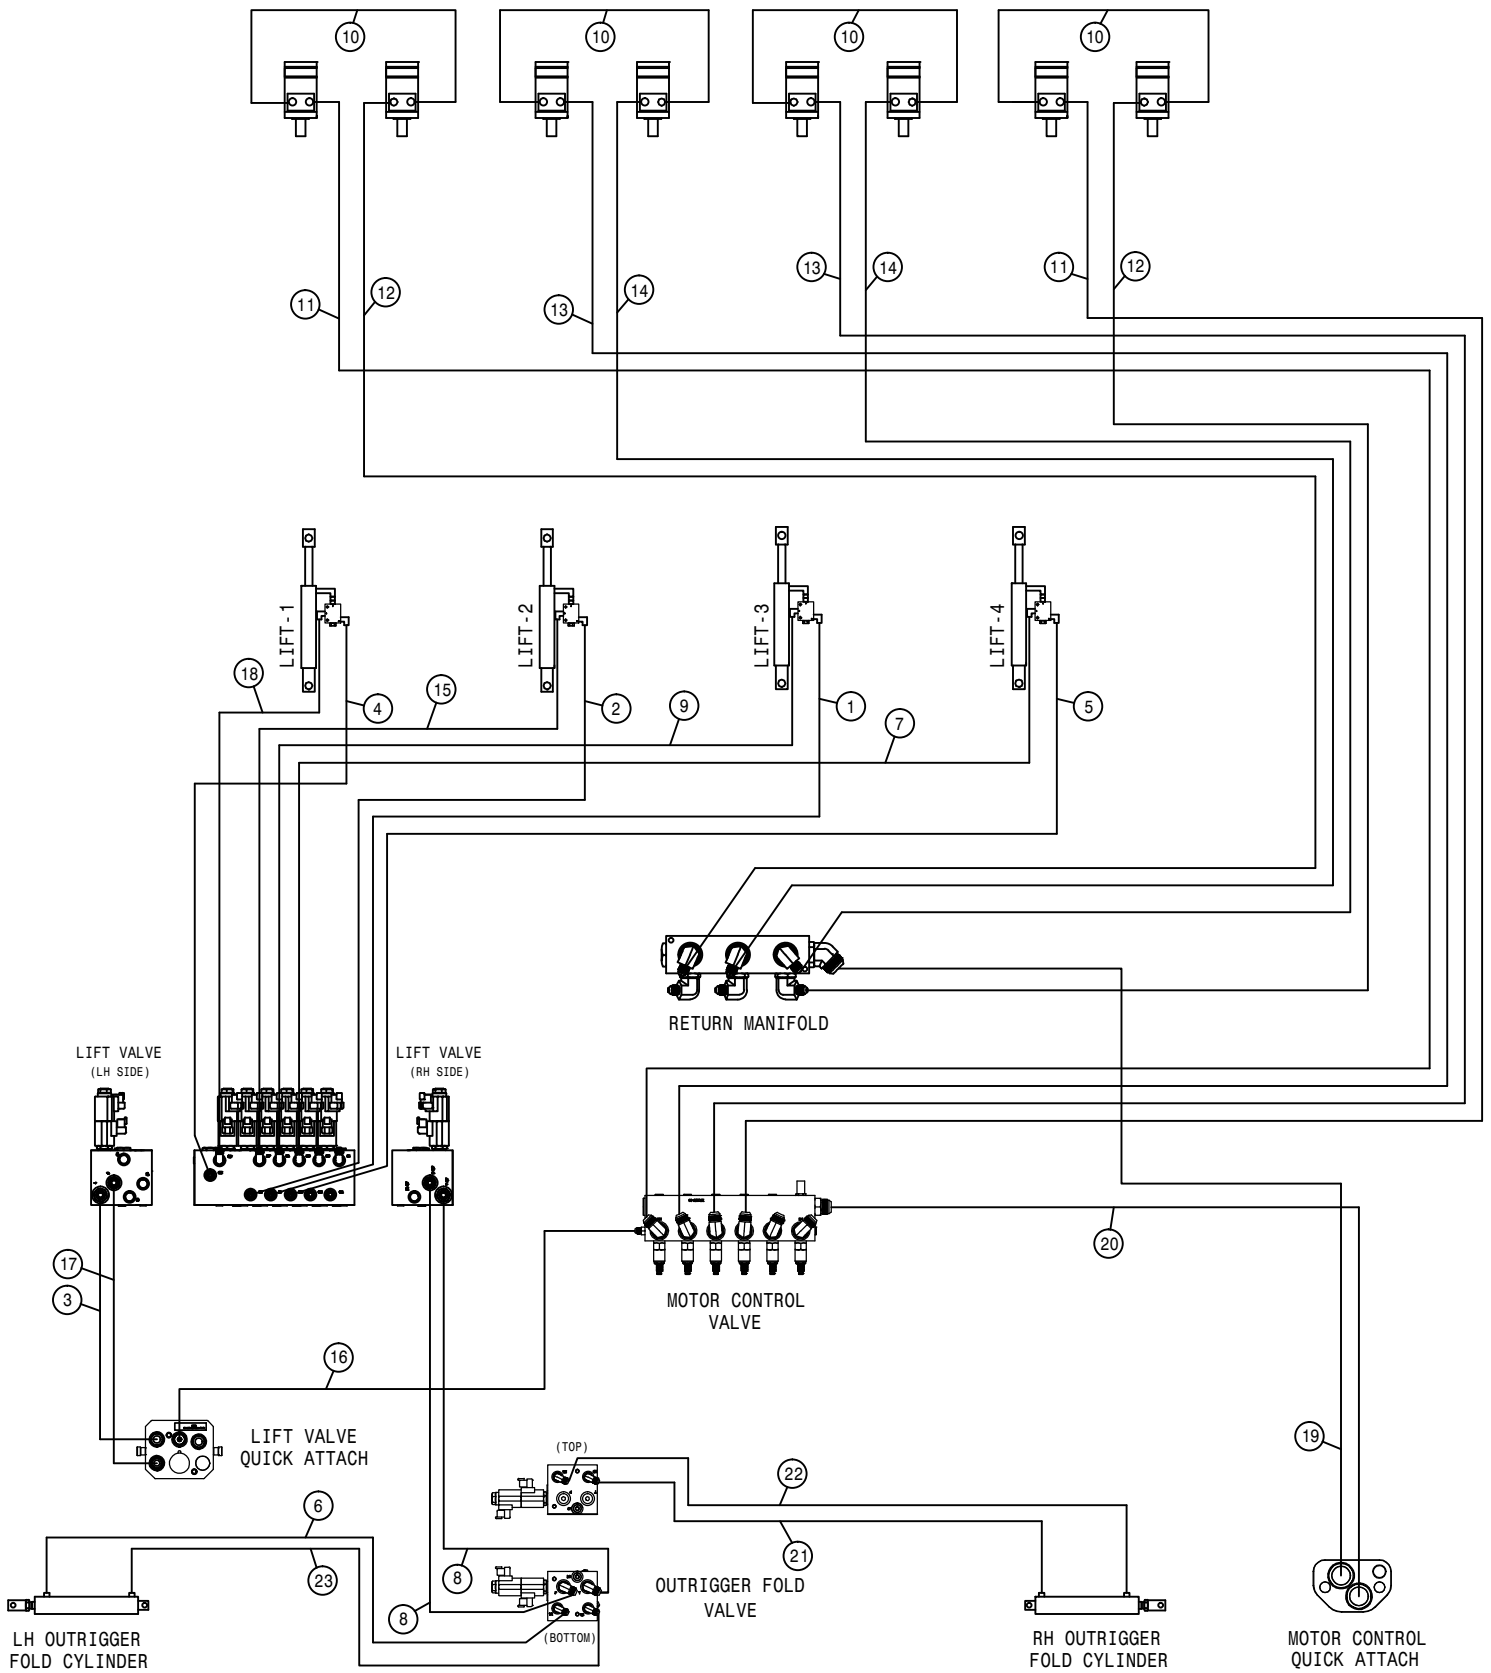 10
10
10
10
11
12
13
14
13
14
11
12
LIFT-1
LIFT-2
LIFT-3
LIFT-4
18
4
15
2
9
1
7
5
RETURN MANIFOLD
LIFT VALVE
(LH SIDE)
LIFT VALVE
(RH SIDE)
17
3
20
MOTOR CONTROL
VALVE
16
LIFT VALVE
QUICK ATTACH
19
(TOP)
22
21
6
23
8
8
OUTRIGGER FOLD
VALVE
(BOTTOM)
LH OUTRIGGER
FOLD CYLINDER
RH OUTRIGGER
FOLD CYLINDER
MOTOR CONTROL
QUICK ATTACH